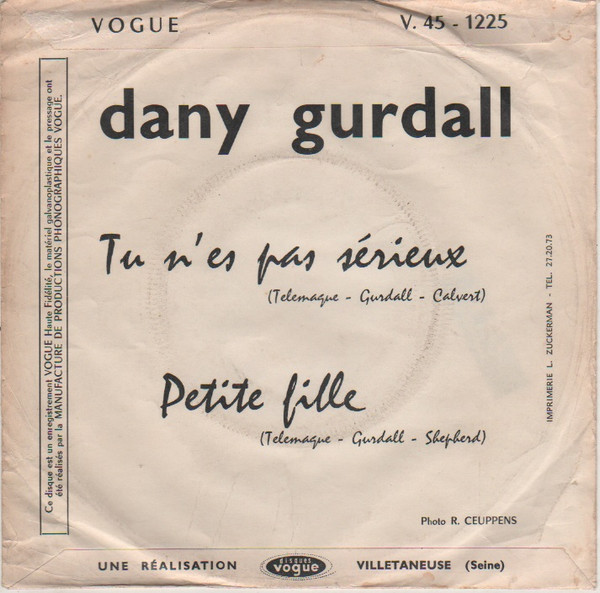 VOGUE
V. 45 - 1225
dany gurdall
Ce disque est un enregistrement VOGUE Haute Fidélité, le matériel galvanoplastique et le pressage ont
été réalisés par la MANUFACTURE DE PRODUCTIONS PHONOGRAPHIQUES VOGUE.
Tu n'es pas sérieux
(Telemaque - Gurdall - Calvert)
Petite fille
(Telemaque - Gurdall - Shepherd)
IMPRIMERIE L. ZUCKERMAN - TEL. 27.20.73
Photo R. CEUPPENS
UNE RÉALISATION
disques
vogue
VILLETANEUSE (Seine)